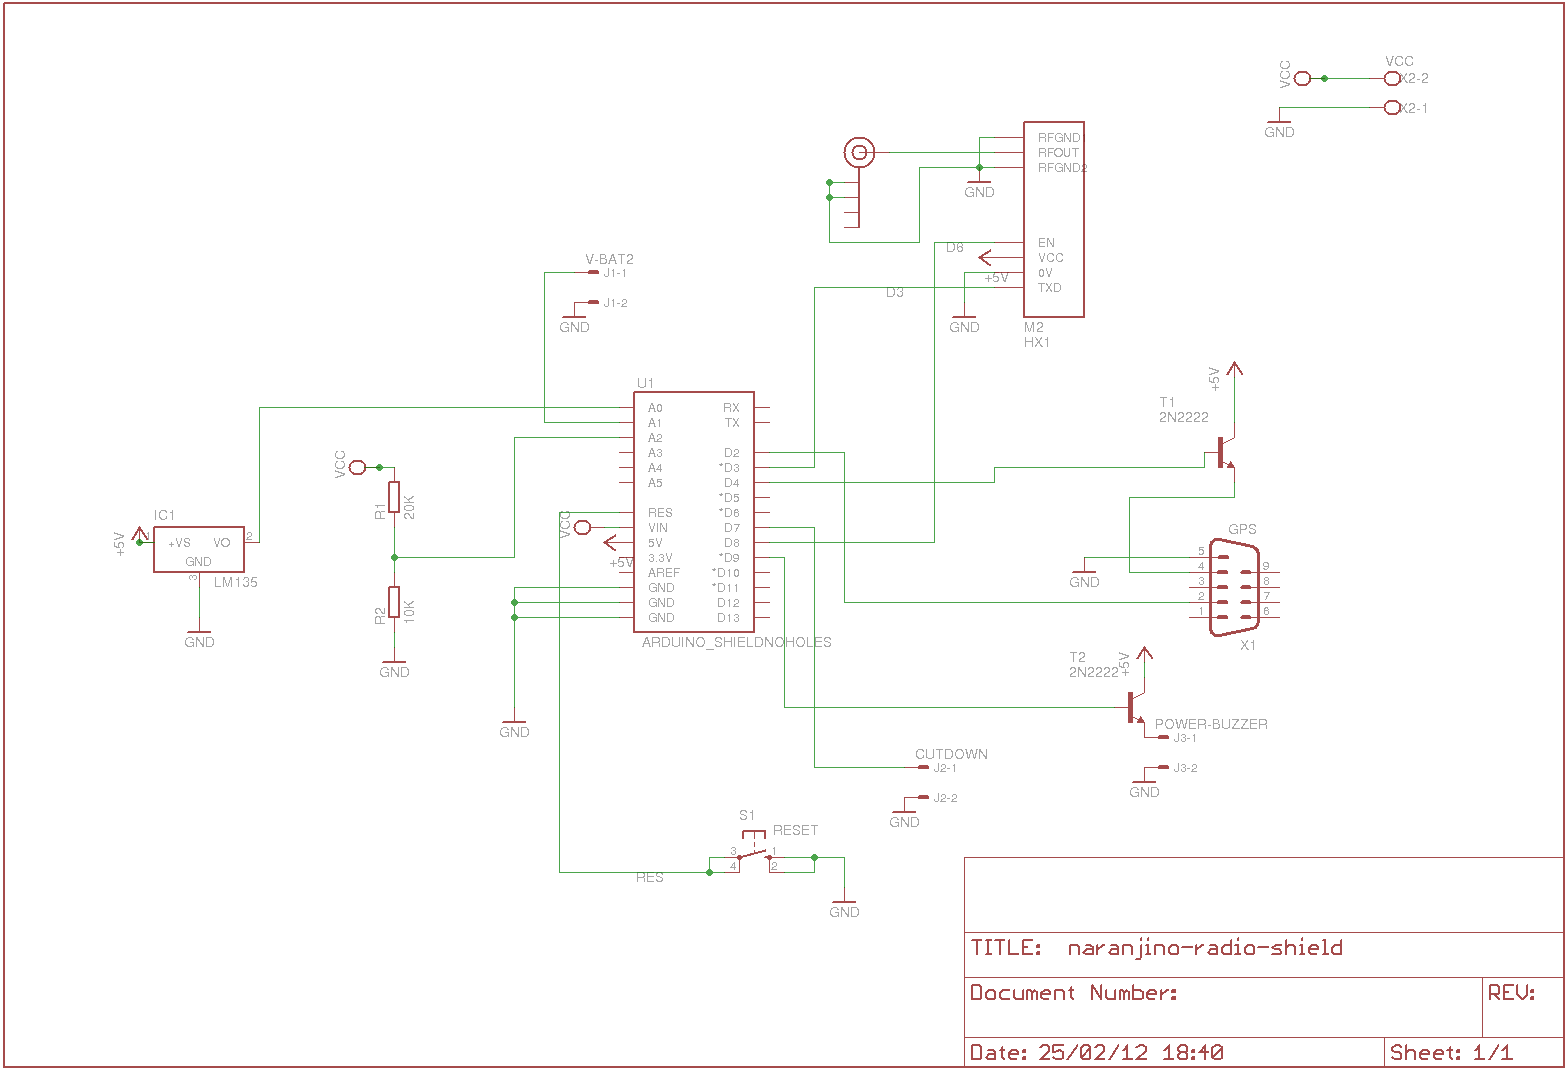 VCC
VCC
X2-2
X2-1
GND
RFGND
RFOUT
RFGND2
GND
EN
VCC
0V
TXD
D6
+5V
D3
GND
M2
HX1
V-BAT2
J1-1
J1-2
GND
U1
A0
A1
A2
A3
A4
A5
RES
VIN
5V
3.3V
AREF
GND
GND
GND
RX
TX
D2
*D3
D4
*D5
*D6
D7
D8
*D9
*D10
*D11
D12
D13
ARDUINO_SHIELDNOHOLES
VCC
+5V
GND
VCC
R1
20K
R2
10K
GND
IC1
+5V
1
+VS
VO
2
GND
3
LM135
GND
T1
2N2222
+5V
GPS
5
4
3
2
1
9
8
7
6
X1
GND
T2
2N2222
+5V
POWER-BUZZER
J3-1
J3-2
GND
CUTDOWN
J2-1
J2-2
GND
S1
RESET
3
4
1
2
RES
GND
TITLE: naranjino-radio-shield
Document Number:
REV:
Date: 25/02/12 18:40
Sheet: 1/1